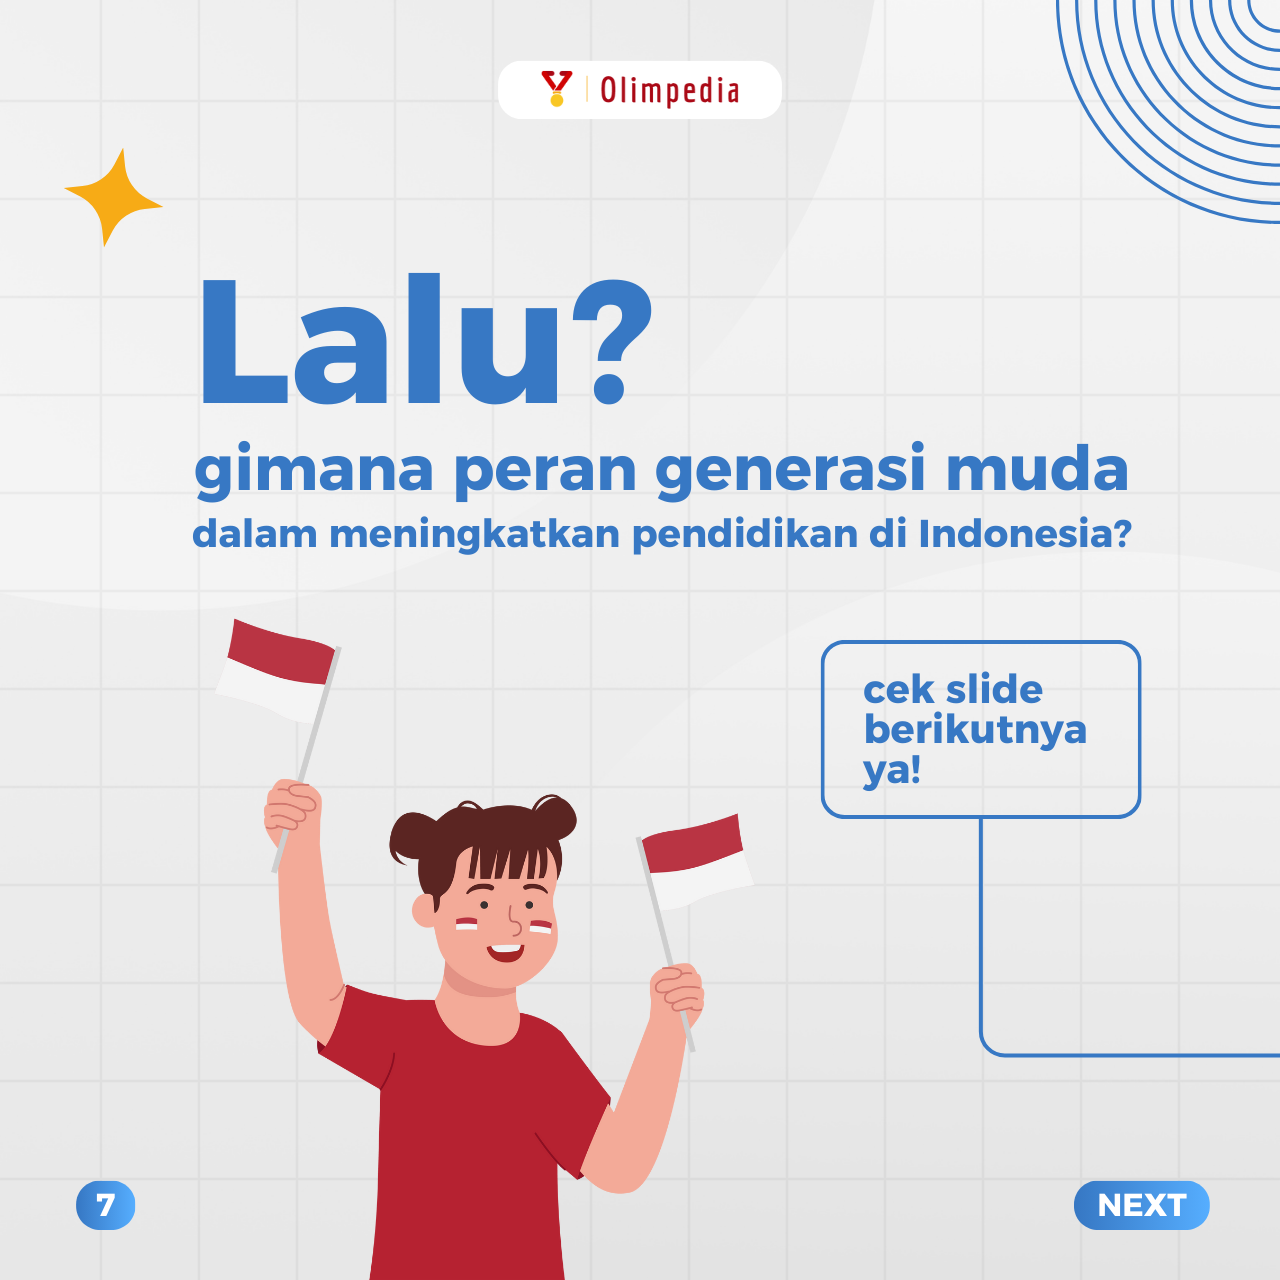 Olimpedia
Lalu?
gimana peran generasi muda
dalam meningkatkan pendidikan di Indonesia?
cek slide
berikutnya
ya!
7
NEXT